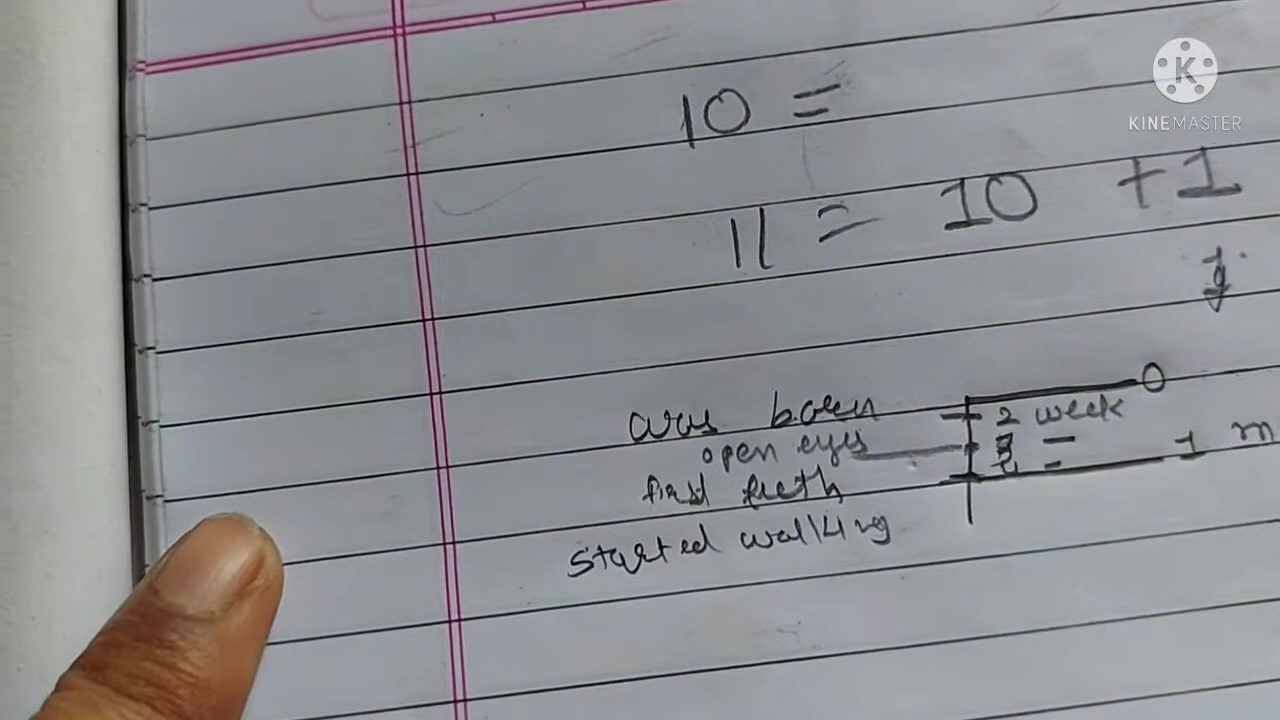 KINEMASTER
10 =
11 = 10 + 1
was born 0
2 week
open eyes
1 m
first teeth
started walking